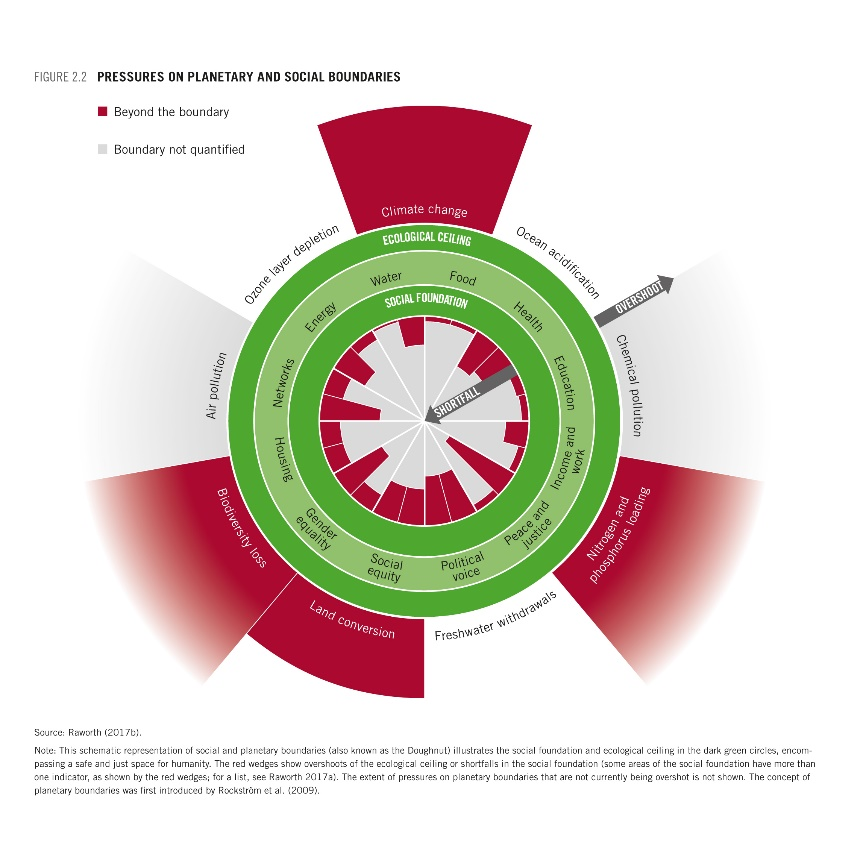 FIGURE 2.2 PRESSURES ON PLANETARY AND SOCIAL BOUNDARIES
Beyond the boundary
Boundary not quantified
Climate change
Ozone layer depletion
Ocean acidification
ECOLOGICAL CEILING
OVERSHOOT
Water
Food
Energy
Health
SOCIAL FOUNDATION
Air pollution
Chemical pollution
Networks
Education
SHORTFALL
Housing
Income and
work
Biodiversity loss
Nitrogen and
phosphorus loading
Gender
equality
Peace and
justice
Social
equity
Political
voice
Land conversion
Freshwater withdrawals
Source: Raworth (2017b).
Note: This schematic representation of social and planetary boundaries (also known as the Doughnut) illustrates the social foundation and ecological ceiling in the dark green circles, encom-
passing a safe and just space for humanity. The red wedges show overshoots of the ecological ceiling or shortfalls in the social foundation (some areas of the social foundation have more than
one indicator, as shown by the red wedges; for a list, see Raworth 2017a). The extent of pressures on planetary boundaries that are not currently being overshot is not shown. The concept of
planetary boundaries was first introduced by Rockström et al. (2009).